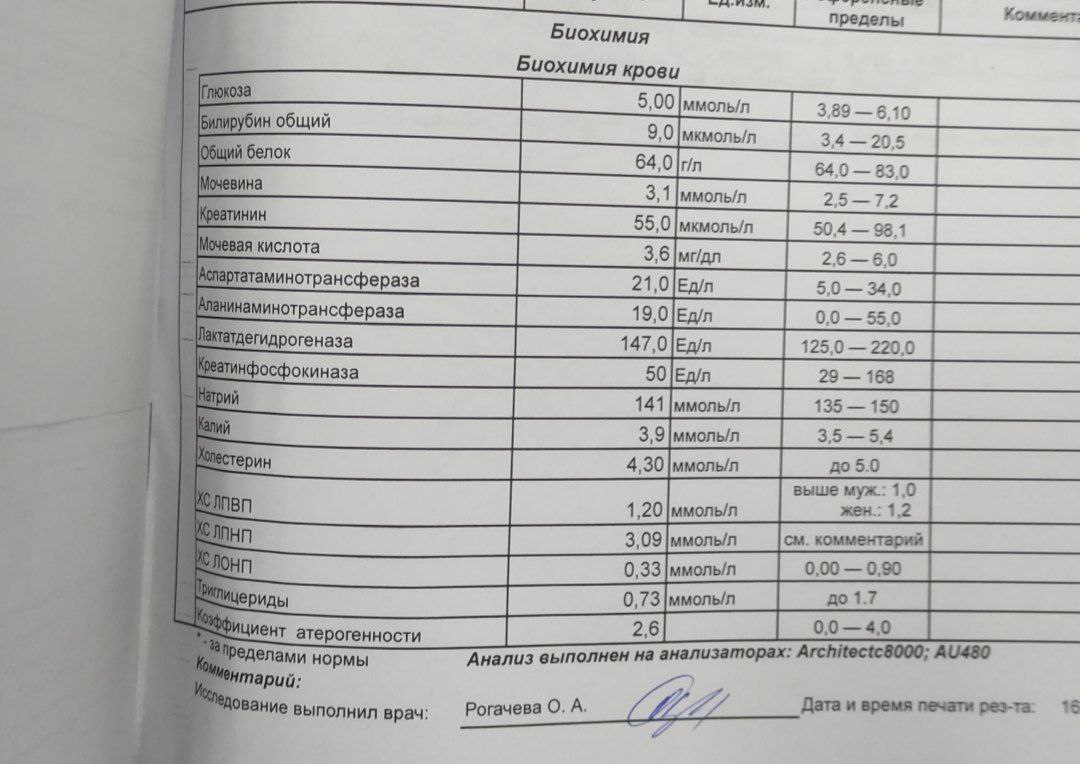 Ед.изм.
пределы
Биохимия
Биохимия крови
Глюкоза 5,00 ммоль/л 3,89 — 6,10
Билирубин общий 9,0 мкмоль/л 3,4 — 20,5
Общий белок 64,0 г/л 64,0 — 83,0
Мочевина 3,1 ммоль/л 2,5 — 7,2
Креатинин 55,0 мкмоль/л 50,4 — 98,1
Мочевая кислота 3,6 мг/дл 2,6 — 6,0
Аспартатаминотрансфераза 21,0 Ед/л 5,0 — 34,0
Аланинаминотрансфераза 19,0 Ед/л 0,0 — 55,0
Лактатдегидрогеназа 147,0 Ед/л 125,0 — 220,0
Креатинфосфокиназа 50 Ед/л 29 — 168
Натрий 141 ммоль/л 135 — 150
Калий 3,9 ммоль/л 3,5 — 5,4
Холестерин 4,30 ммоль/л до 5.0
выше муж.: 1,0
ХС ЛПВП 1,20 ммоль/л жен.: 1,2
ХС ЛПНП 3,09 ммоль/л см. комментарий
ХС ЛОНП 0,33 ммоль/л 0,00 — 0,90
Триглицериды 0,73 ммоль/л до 1.7
Коэффициент атерогенности 2,6 0,0 — 4,0
* - за пределами нормы Анализ выполнен на анализаторах: Architectc8000; AU480
Комментарий:
Исследование выполнил врач: Рогачева О. А. Дата и время печати рез-та: 16